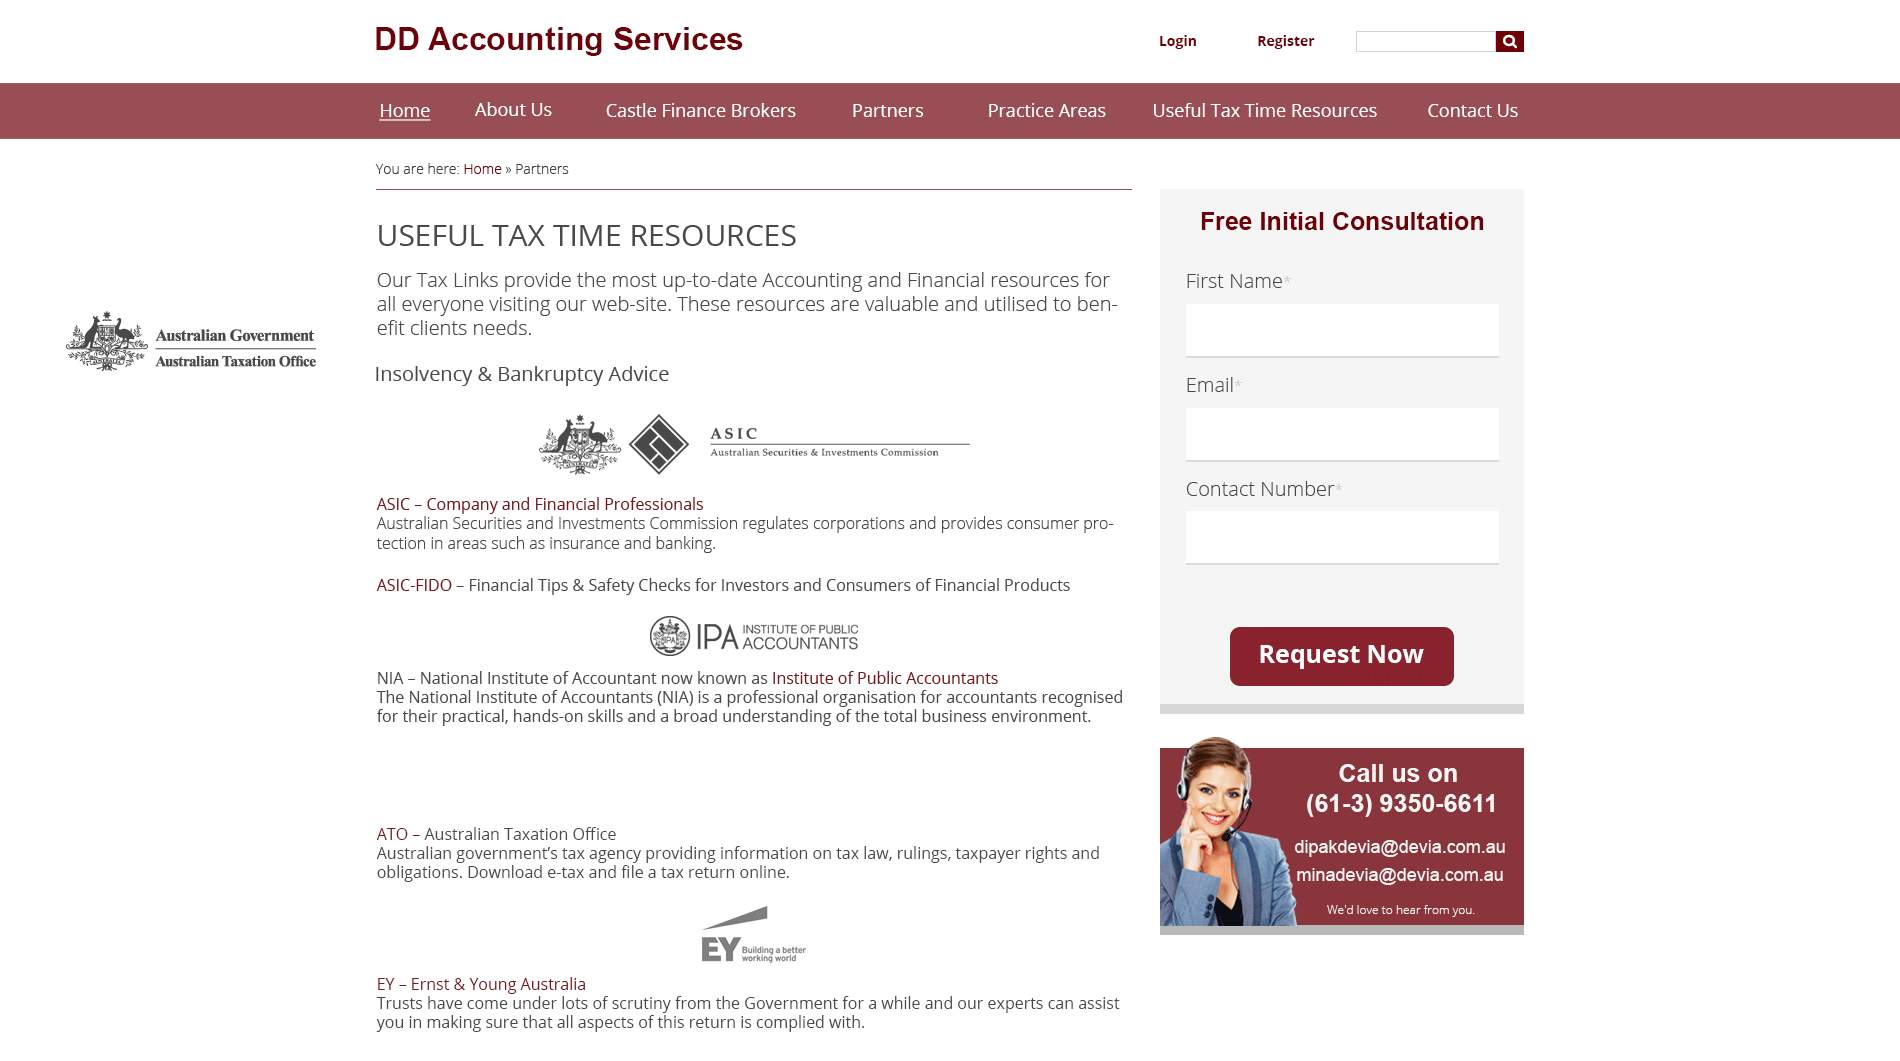 DD Accounting Services
Login
Register
Home
About Us
Castle Finance Brokers
Partners
Practice Areas
Useful Tax Time Resources
Contact Us
You are here: Home » Partners
USEFUL TAX TIME RESOURCES
Our Tax Links provide the most up-to-date Accounting and Financial resources for
all everyone visiting our web-site. These resources are valuable and utilised to ben-
efit clients needs.
Australian Government
Australian Taxation Office
Insolvency & Bankruptcy Advice
ASIC
Australian Securities & Investments Commission
ASIC – Company and Financial Professionals
Australian Securities and Investments Commission regulates corporations and provides consumer pro-
tection in areas such as insurance and banking.
ASIC-FIDO – Financial Tips & Safety Checks for Investors and Consumers of Financial Products
IPA INSTITUTE OF PUBLIC
ACCOUNTANTS
NIA – National Institute of Accountant now known as Institute of Public Accountants
The National Institute of Accountants (NIA) is a professional organisation for accountants recognised
for their practical, hands-on skills and a broad understanding of the total business environment.
ATO – Australian Taxation Office
Australian government’s tax agency providing information on tax law, rulings, taxpayer rights and
obligations. Download e-tax and file a tax return online.
EY Building a better
working world
EY – Ernst & Young Australia
Trusts have come under lots of scrutiny from the Government for a while and our experts can assist
you in making sure that all aspects of this return is complied with.
Free Initial Consultation
First Name*
Email*
Contact Number*
Request Now
Call us on
(61-3) 9350-6611
dipakdevia@devia.com.au
minadevia@devia.com.au
We'd love to hear from you.